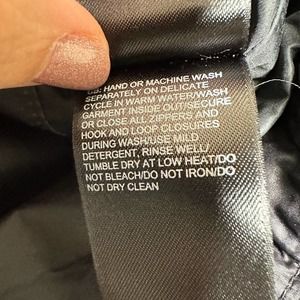 GB: HAND OR MACHINE WASH
SEPARATELY ON DELICATE
CYCLE IN WARM WATER/WASH
GARMENT INSIDE OUT/SECURE
OR CLOSE ALL ZIPPERS AND
HOOK AND LOOP CLOSURES
DURING WASH/USE MILD
DETERGENT, RINSE WELL/
TUMBLE DRY AT LOW HEAT/DO
NOT BLEACH/DO NOT IRON/DO
NOT DRY CLEAN